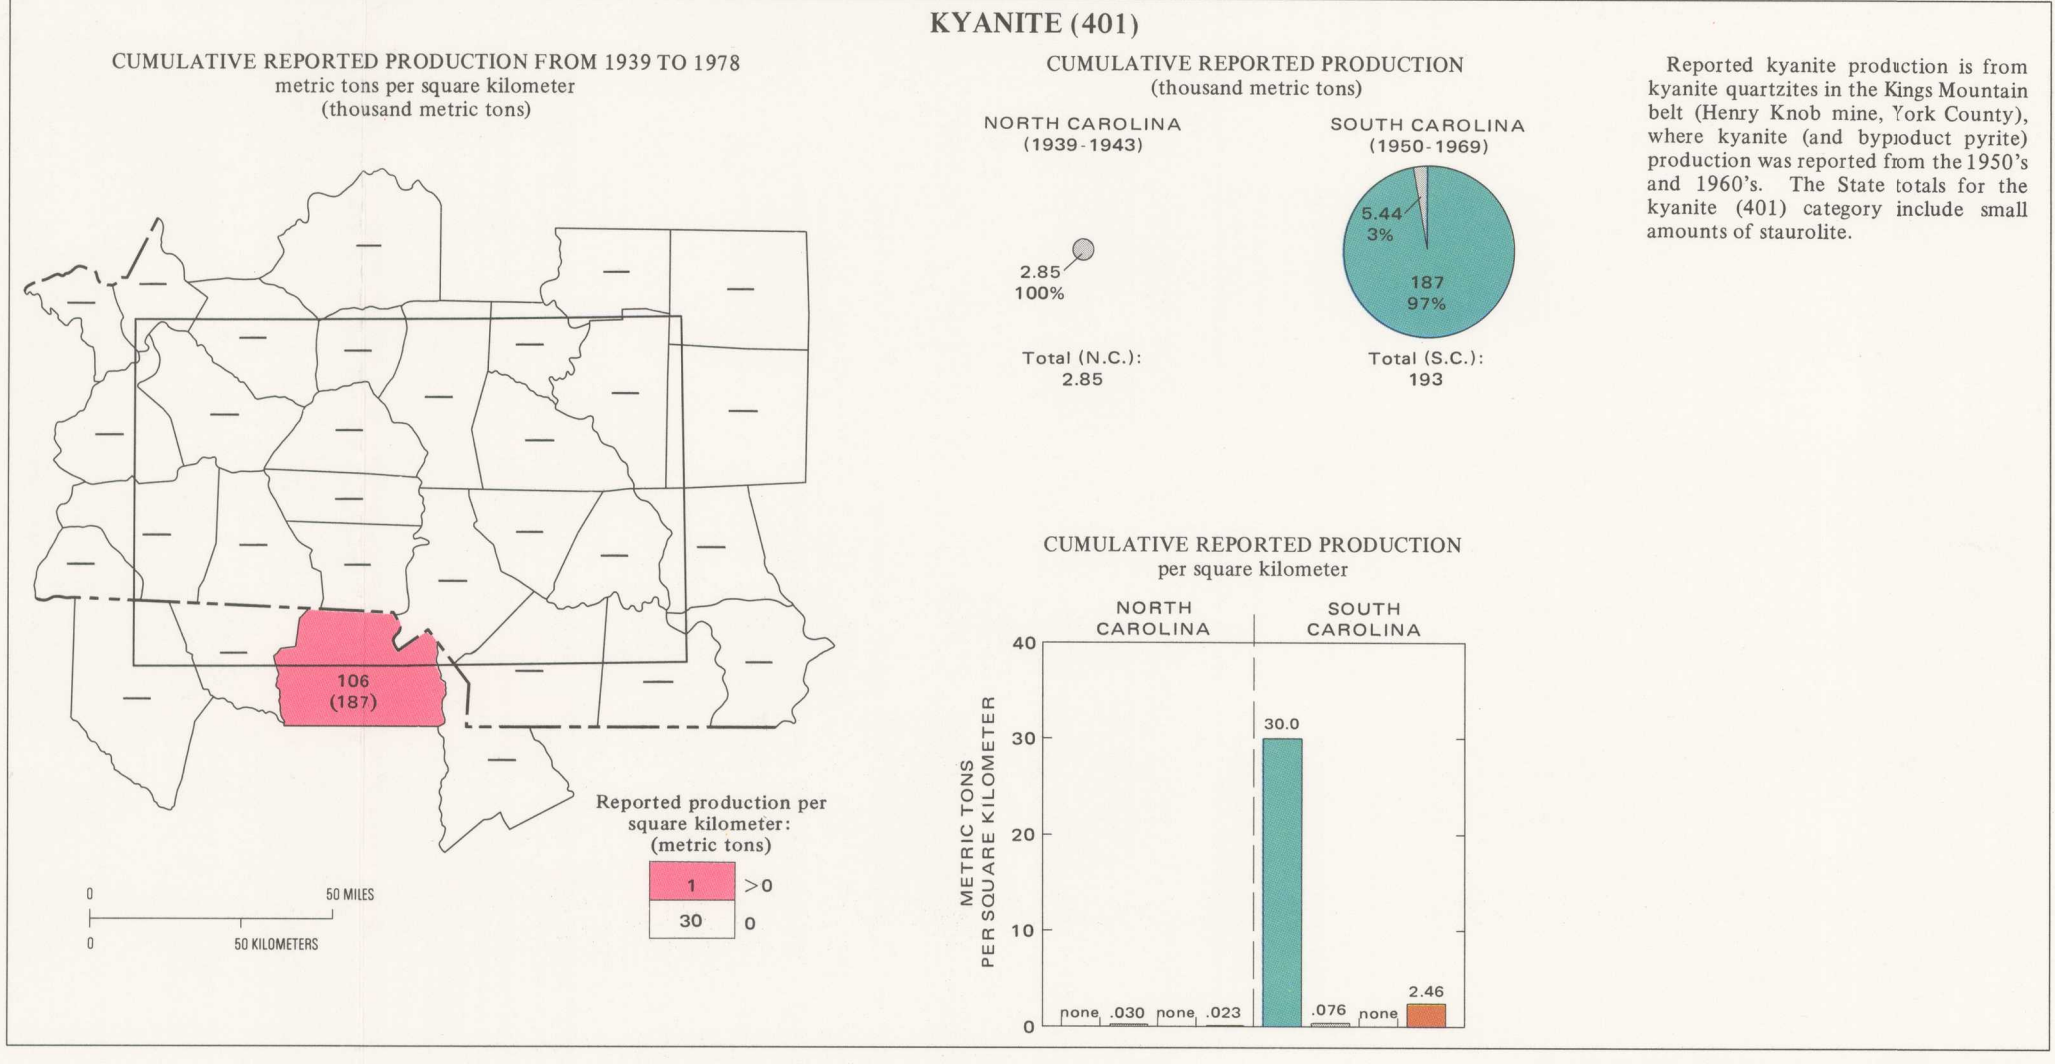 KYANITE (401)
CUMULATIVE REPORTED PRODUCTION FROM 1939 TO 1978
metric tons per square kilometer
(thousand metric tons)
106
(187)
Reported production per
square kilometer:
(metric tons)
1 >0
30 0
0 50 MILES
0 50 KILOMETERS
CUMULATIVE REPORTED PRODUCTION
(thousand metric tons)
NORTH CAROLINA
(1939-1943)
2.85
100%
Total (N.C.):
2.85
SOUTH CAROLINA
(1950-1969)
5.44
3%
187
97%
Total (S.C.):
193
CUMULATIVE REPORTED PRODUCTION
per square kilometer
NORTH
CAROLINA
SOUTH
CAROLINA
METRIC TONS
PER SQUARE KILOMETER
40
30
20
10
0
none .030 none .023
30.0
.076 none
2.46
Reported kyanite production is from
kyanite quartzites in the Kings Mountain
belt (Henry Knob mine, York County),
where kyanite (and byproduct pyrite)
production was reported from the 1950's
and 1960's. The State totals for the
kyanite (401) category include small
amounts of staurolite.